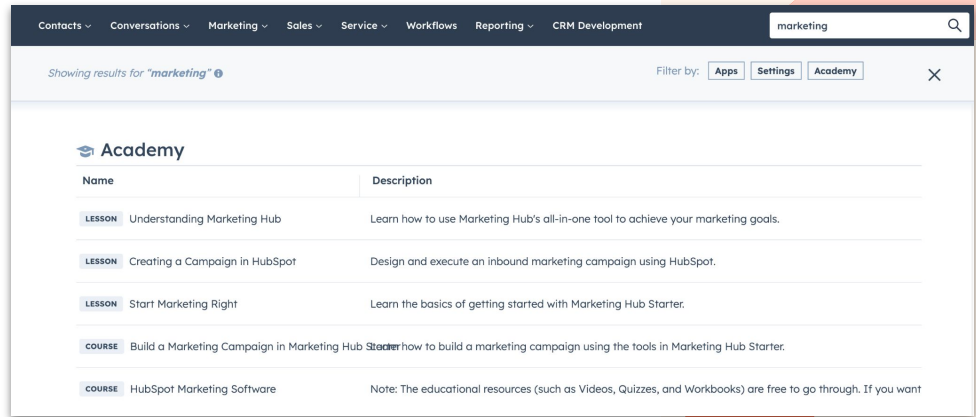 Contacts Conversations Marketing Sales Service Workflows Reporting CRM Development marketing
Showing results for "marketing" Filter by: Apps Settings Academy
Academy
Name Description
LESSON Understanding Marketing Hub Learn how to use Marketing Hub's all-in-one tool to achieve your marketing goals.
LESSON Creating a Campaign in HubSpot Design and execute an inbound marketing campaign using HubSpot.
LESSON Start Marketing Right Learn the basics of getting started with Marketing Hub Starter.
COURSE Build a Marketing Campaign in Marketing Hub Starter Learn how to build a marketing campaign using the tools in Marketing Hub Starter.
COURSE HubSpot Marketing Software Note: The educational resources (such as Videos, Quizzes, and Workbooks) are free to go through. If you want